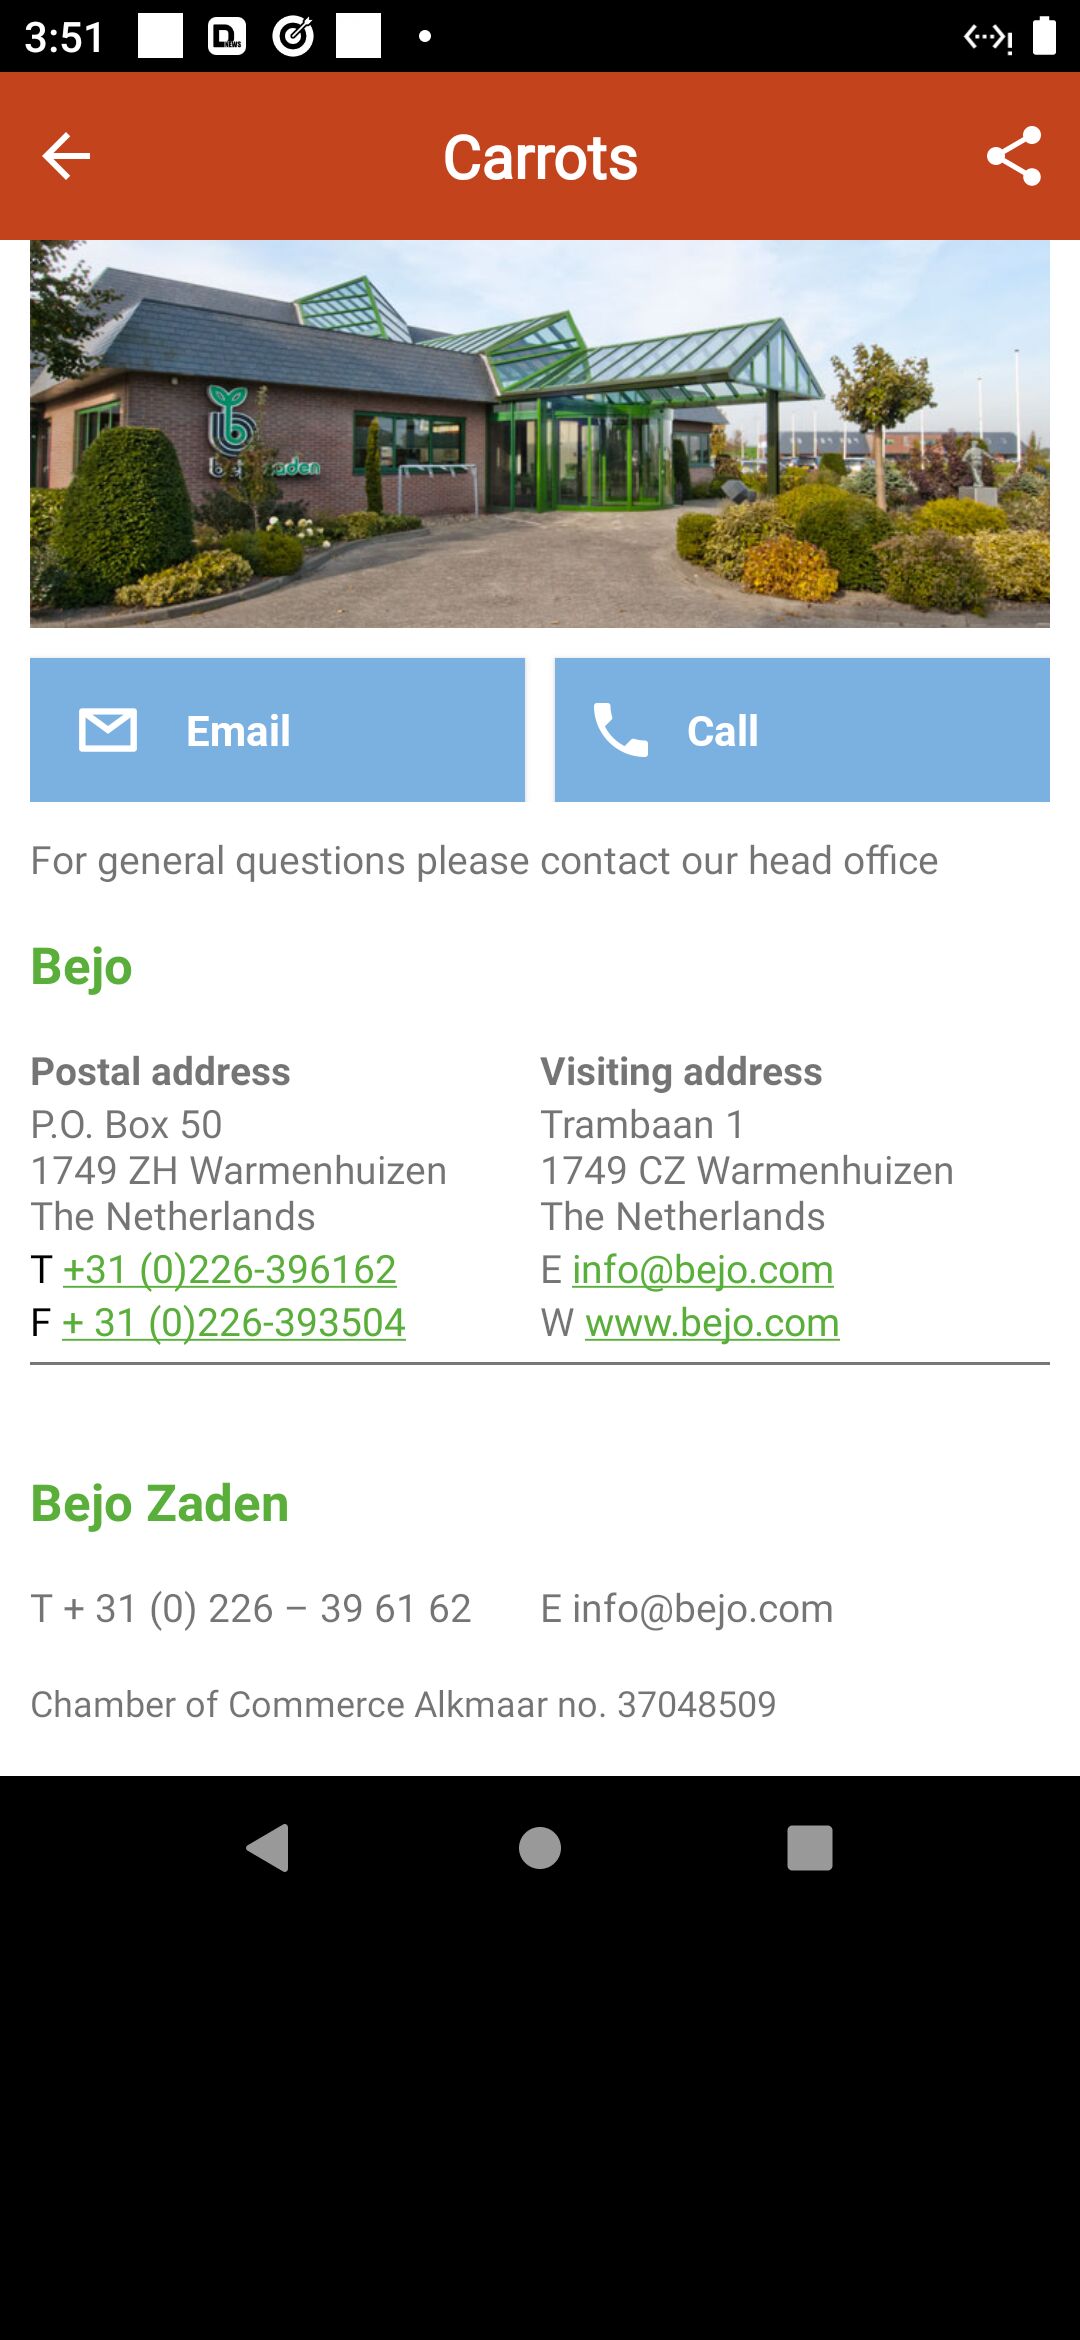 3:51
D NEWS
Carrots
Email
Call
For general questions please contact our head office
Bejo
Postal address
P.O. Box 50
1749 ZH Warmenhuizen
The Netherlands
T +31 (0)226-396162
F + 31 (0)226-393504
Visiting address
Trambaan 1
1749 CZ Warmenhuizen
The Netherlands
E info@bejo.com
W www.bejo.com
Bejo Zaden
T + 31 (0) 226 – 39 61 62
E info@bejo.com
Chamber of Commerce Alkmaar no. 37048509